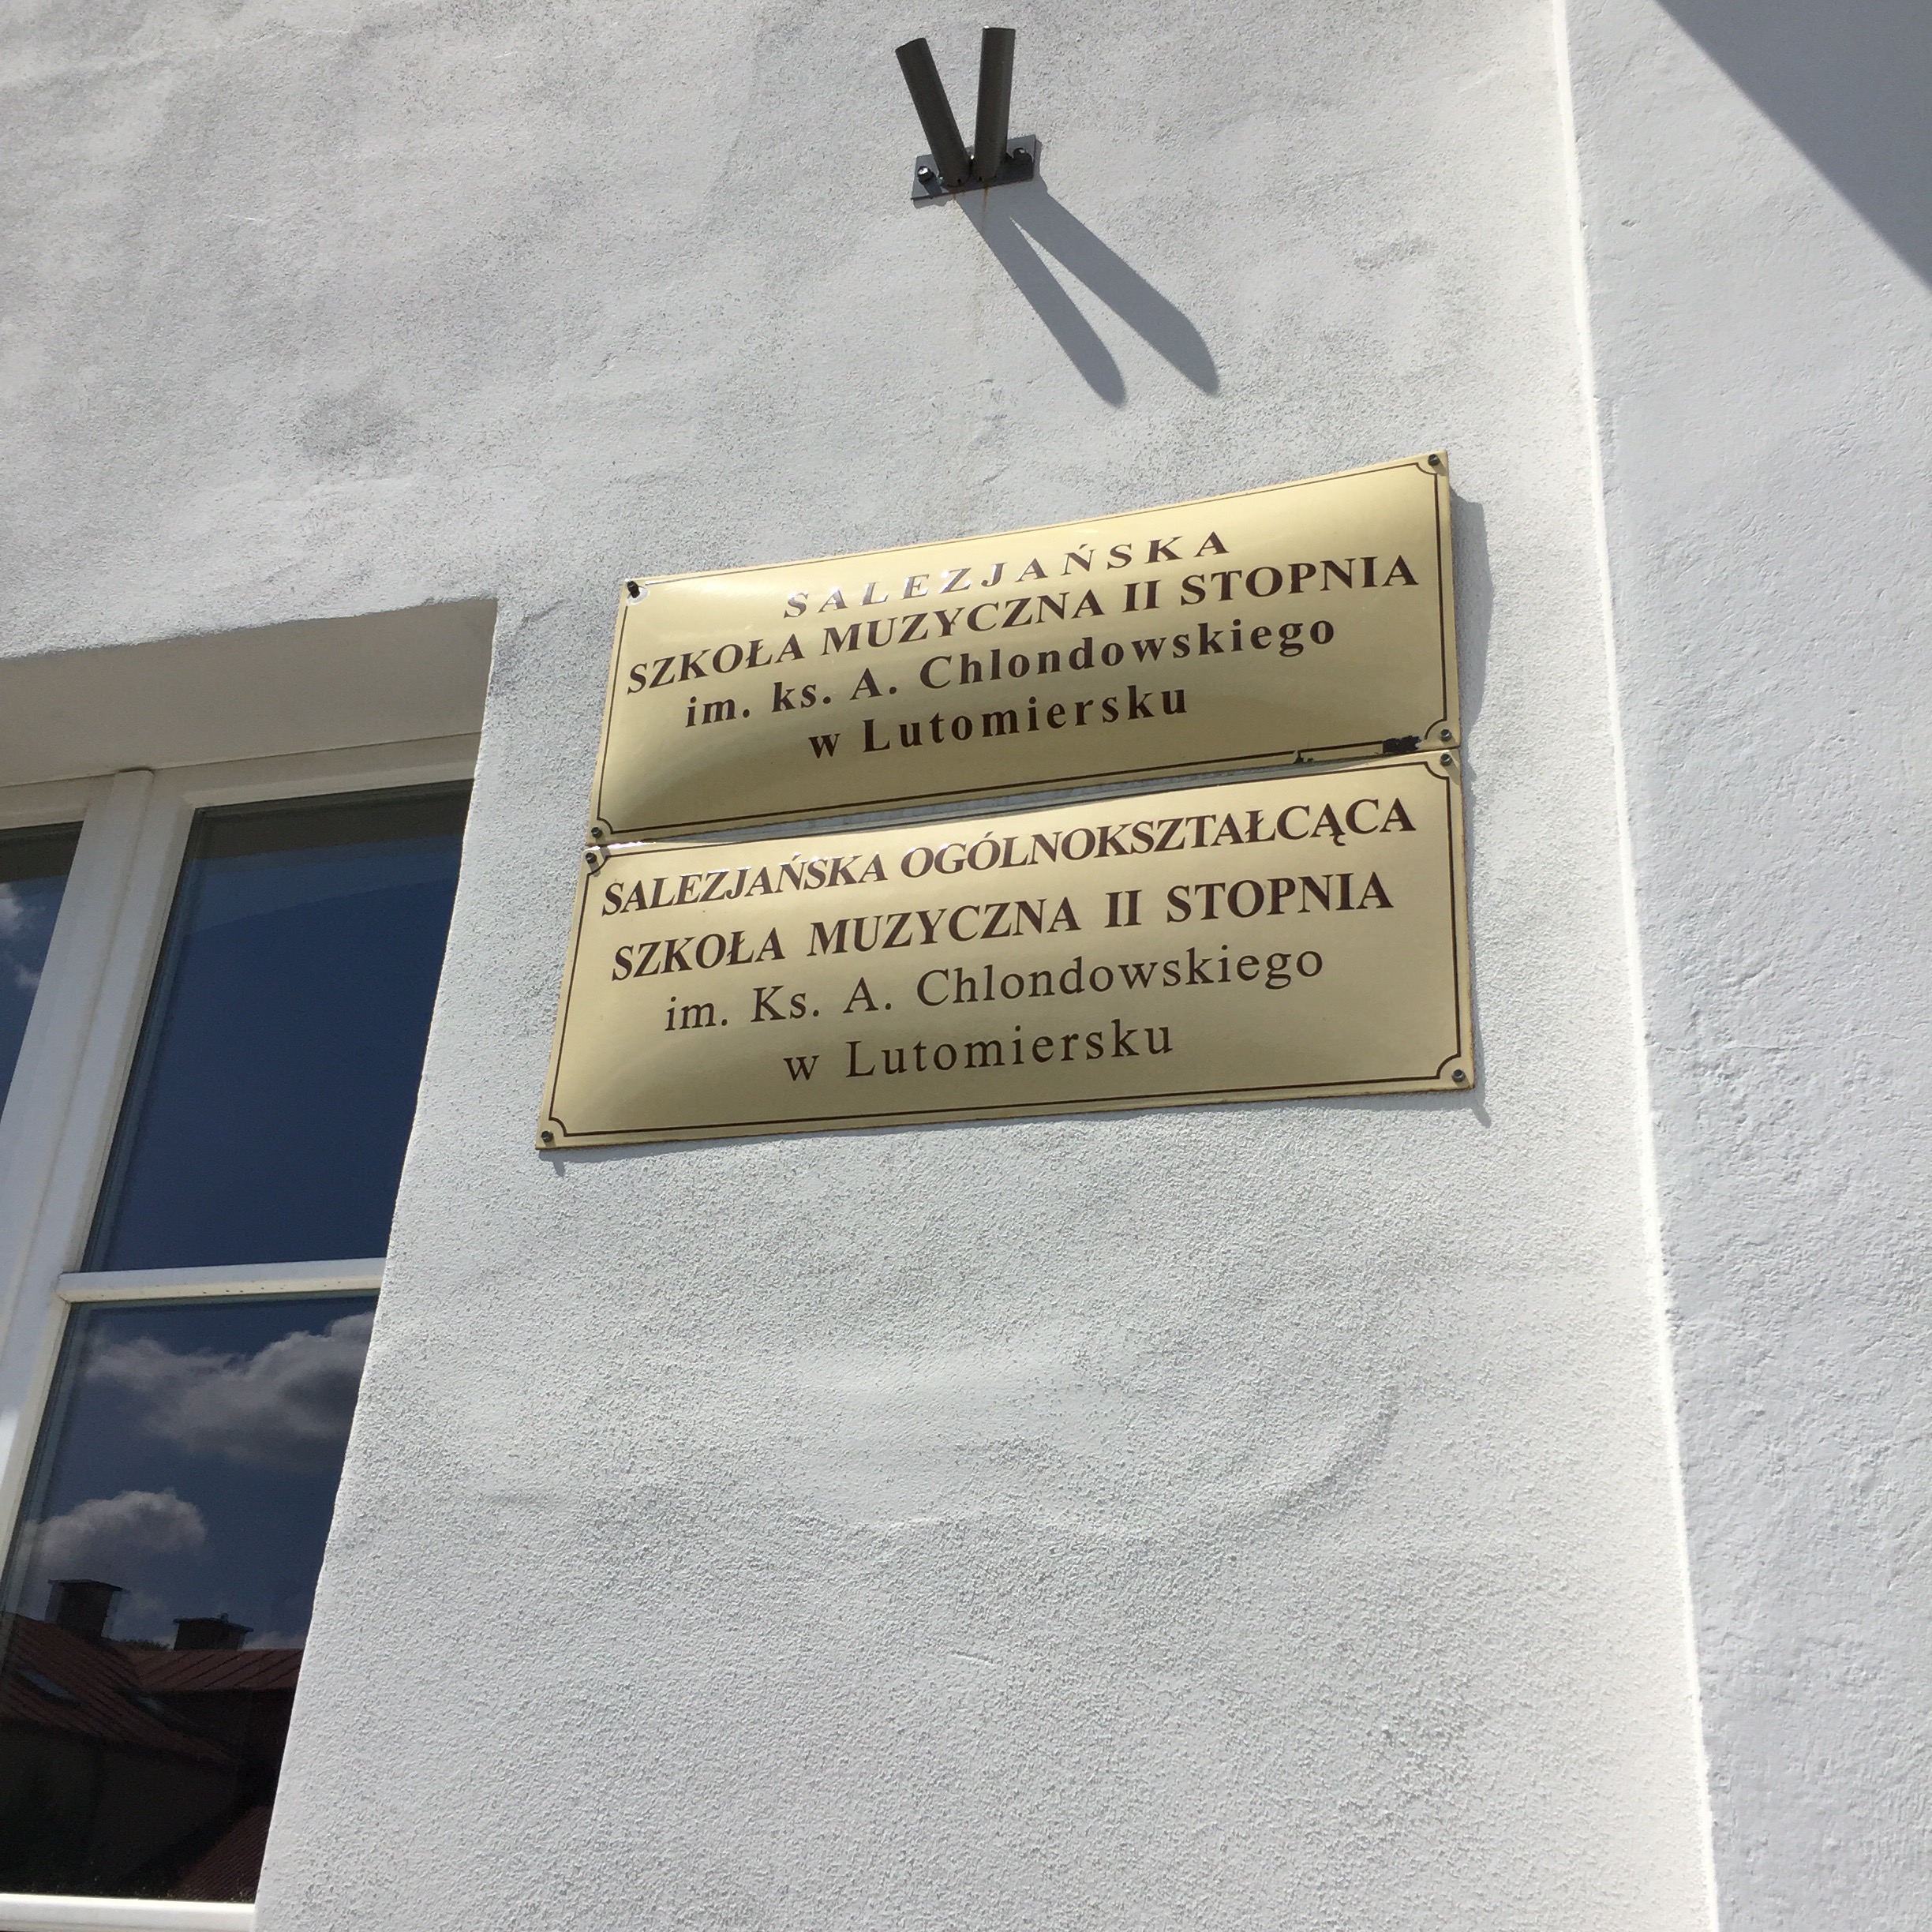 SALEZJAŃSKA
SZKOŁA MUZYCZNA II STOPNIA
im. ks. A. Chlondowskiego
w Lutomiersku
SALEZJAŃSKA OGÓLNOKSZTAŁCĄCA
SZKOŁA MUZYCZNA II STOPNIA
im. Ks. A. Chlondowskiego
w Lutomiersku